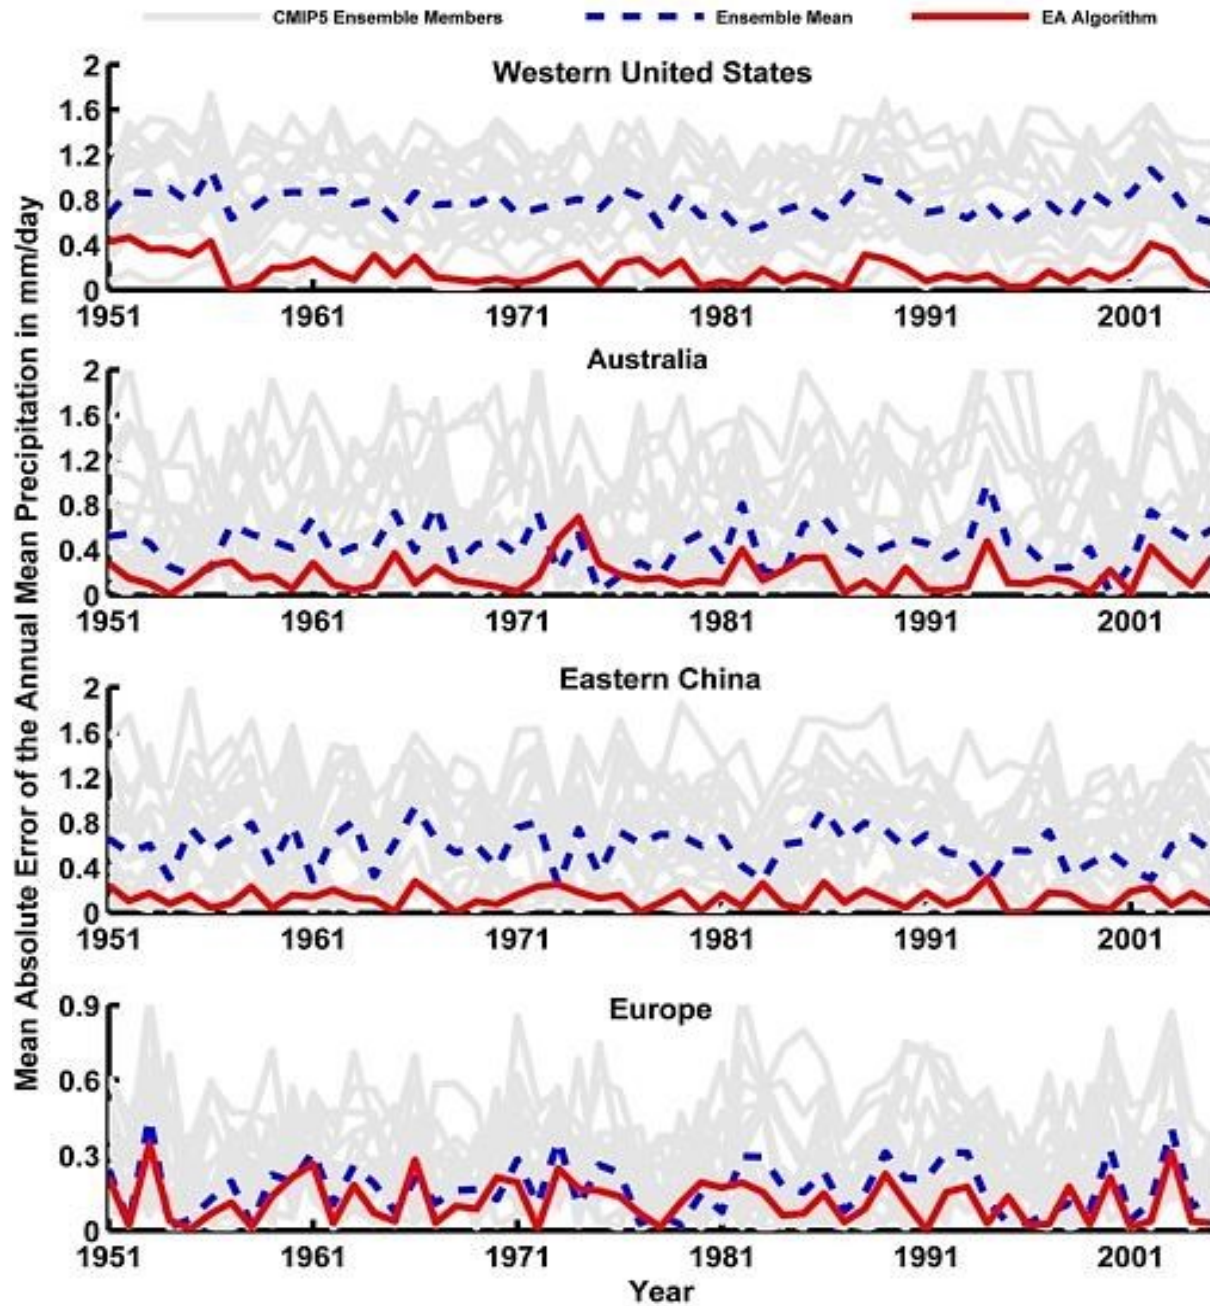 CMIP5 Ensemble Members Ensemble Mean EA Algorithm
Mean Absolute Error of the Annual Mean Precipitation in mm/day
Western United States
2
1.6
1.2
0.8
0.4
0
1951 1961 1971 1981 1991 2001
Australia
2
1.6
1.2
0.8
0.4
0
1951 1961 1971 1981 1991 2001
Eastern China
2
1.6
1.2
0.8
0.4
0
1951 1961 1971 1981 1991 2001
Europe
0.9
0.6
0.3
0
1951 1961 1971 1981 1991 2001
Year